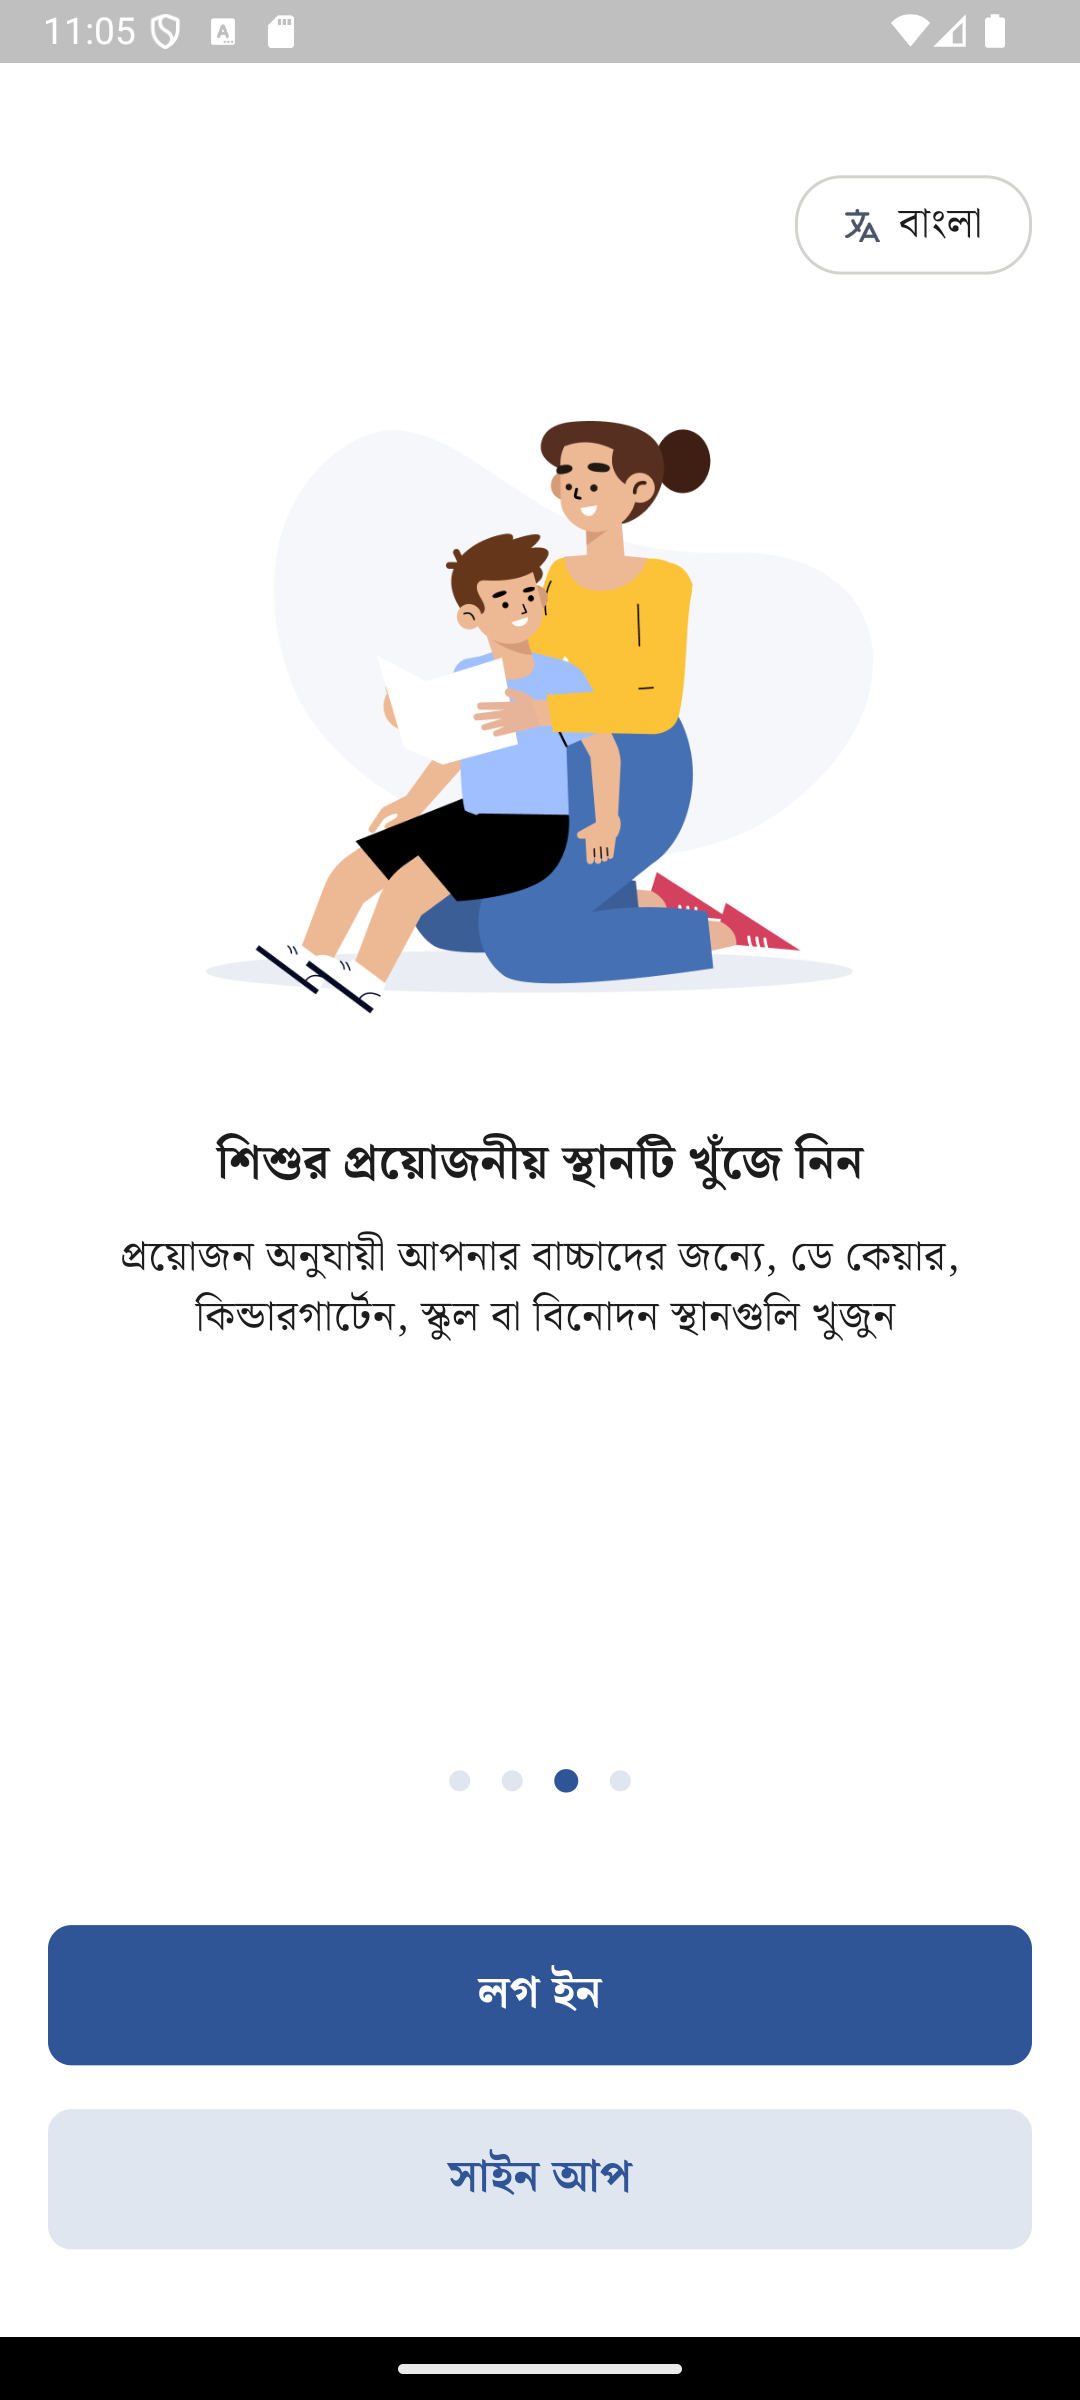 11:05
বাংলা
শিশুর প্রয়োজনীয় স্থানটি খুঁজে নিন
প্রয়োজন অনুযায়ী আপনার বাচ্চাদের জন্যে, ডে কেয়ার,
কিন্ডারগার্টেন, স্কুল বা বিনোদন স্থানগুলি খুজুন
লগ ইন
সাইন আপ